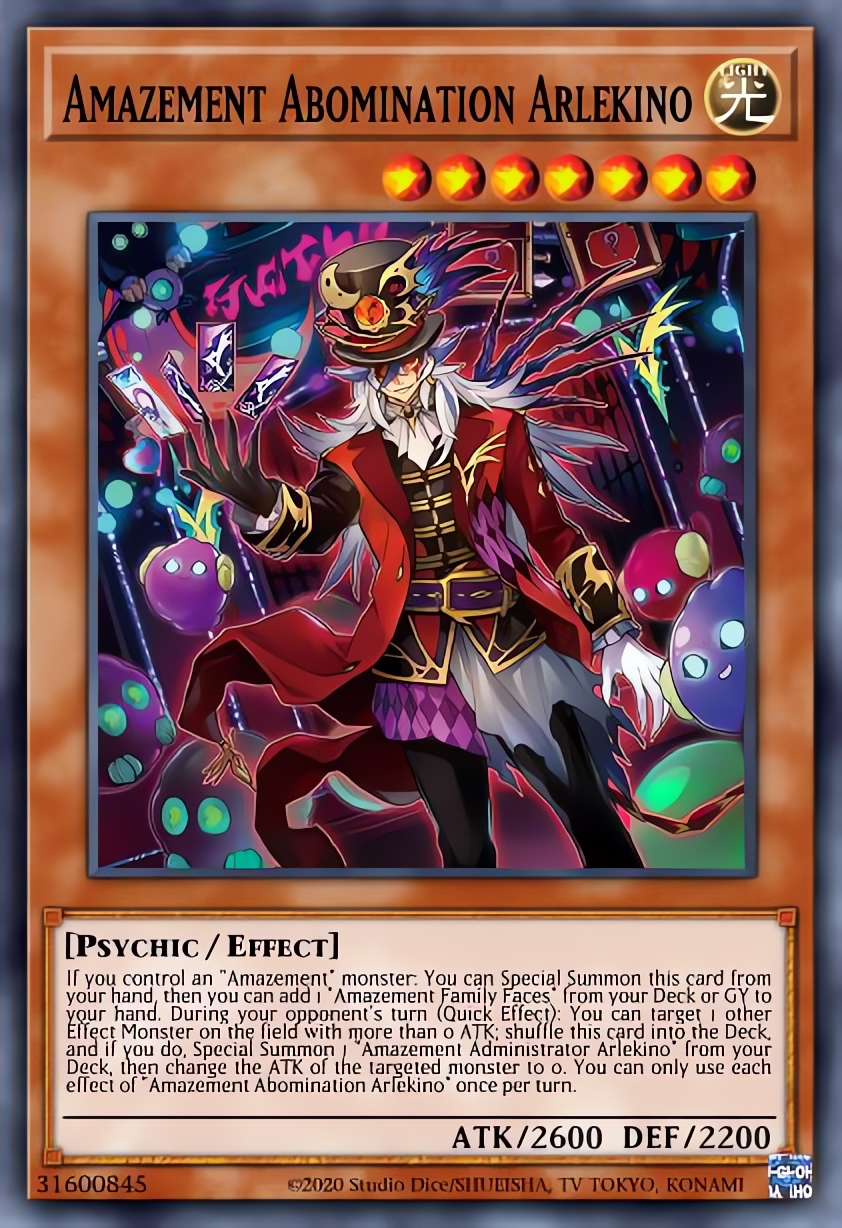 Amazement Abomination Arlekino
LIGHT
光
[Psychic / Effect]
If you control an "Amazement" monster: You can Special Summon this card from
your hand, then you can add 1 "Amazement Family Faces" from your Deck or GY to
your hand. During your opponent's turn (Quick Effect): You can target 1 other
Effect Monster on the field with more than 0 ATK; shuffle this card into the Deck,
and if you do, Special Summon 1 "Amazement Administrator Arlekino" from your
Deck, then change the ATK of the targeted monster to 0. You can only use each
effect of "Amazement Abomination Arlekino" once per turn.
ATK/2600 DEF/2200
31600845
©2020 Studio Dice/SHUEISHA, TV TOKYO, KONAMI